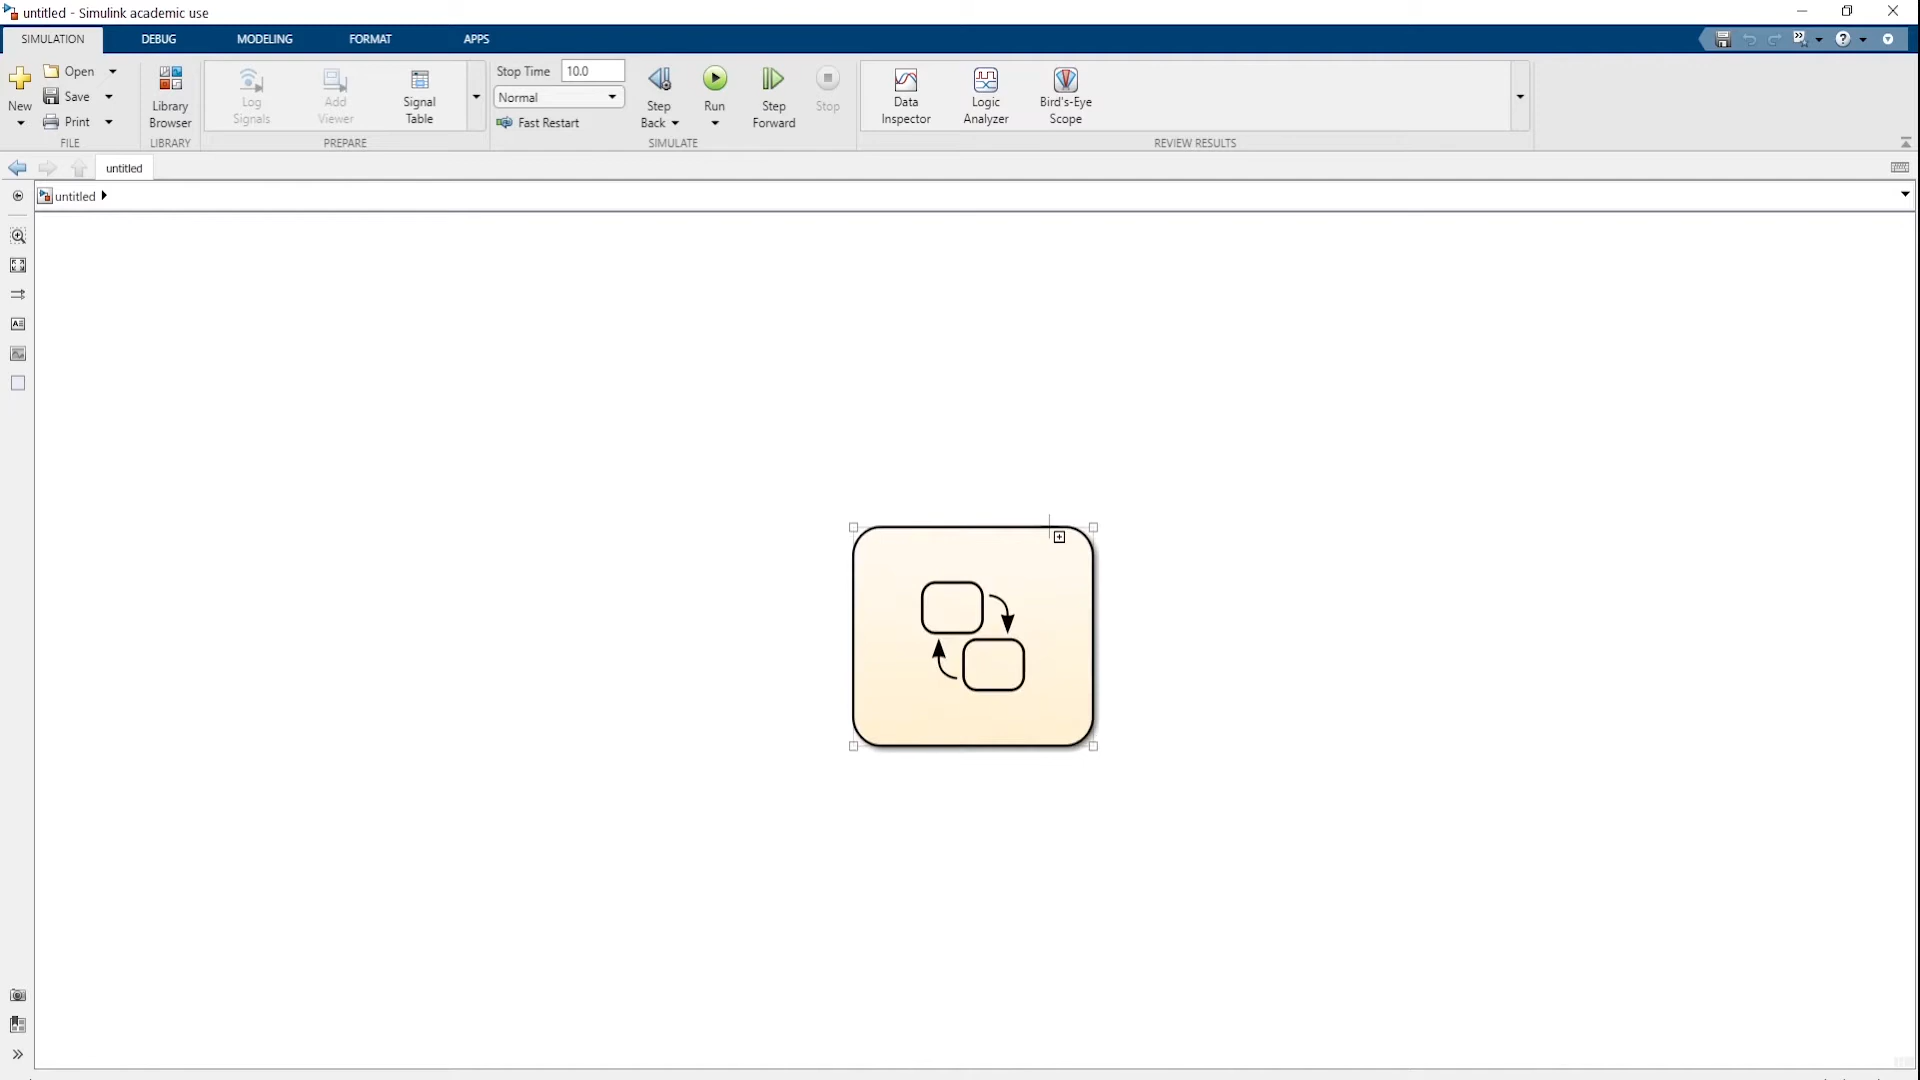 untitled - Simulink academic use
SIMULATION DEBUG MODELING FORMAT APPS
New
Open
Save
Print
FILE
Library
Browser
LIBRARY
Log
Signals
Add
Viewer
Signal
Table
PREPARE
Stop Time 10.0
Normal
Fast Restart
Step
Back
Run
Step
Forward
Stop
SIMULATE
Data
Inspector
Logic
Analyzer
Bird's-Eye
Scope
REVIEW RESULTS
untitled
untitled